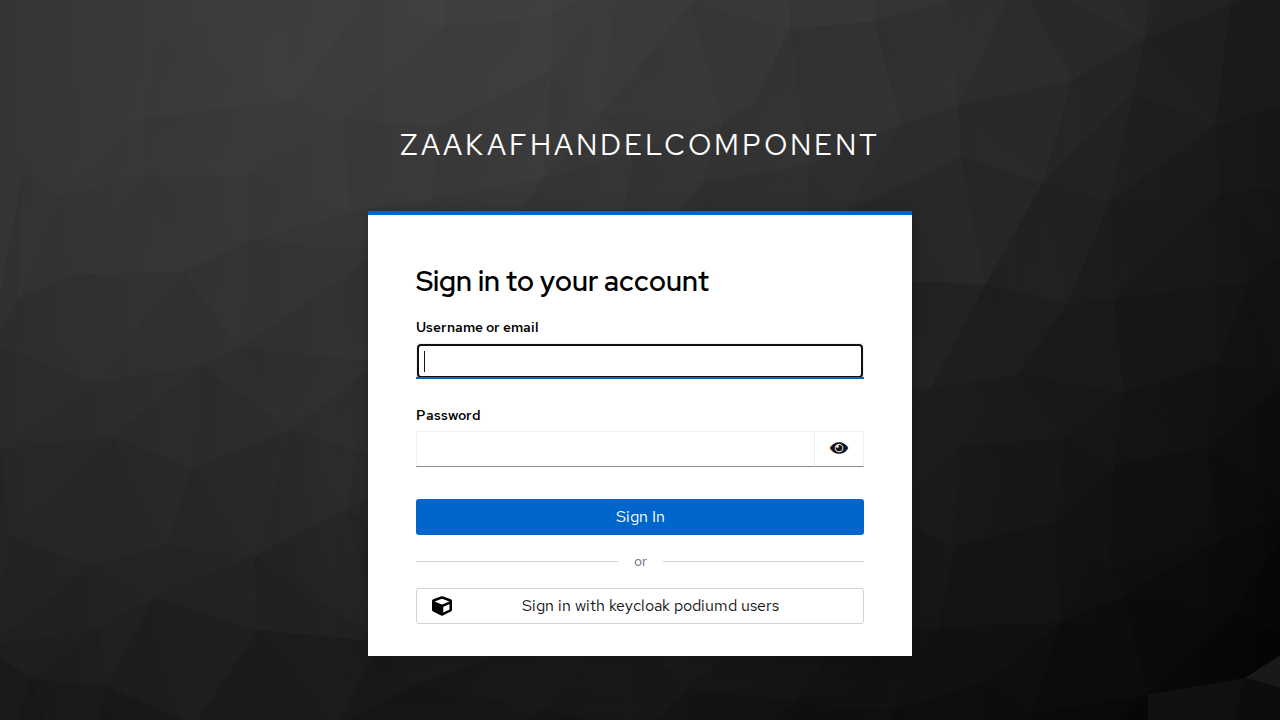 ZAAKAFHANDELCOMPONENT
Sign in to your account
Username or email
Password
Sign In
or
Sign in with keycloak podiumd users